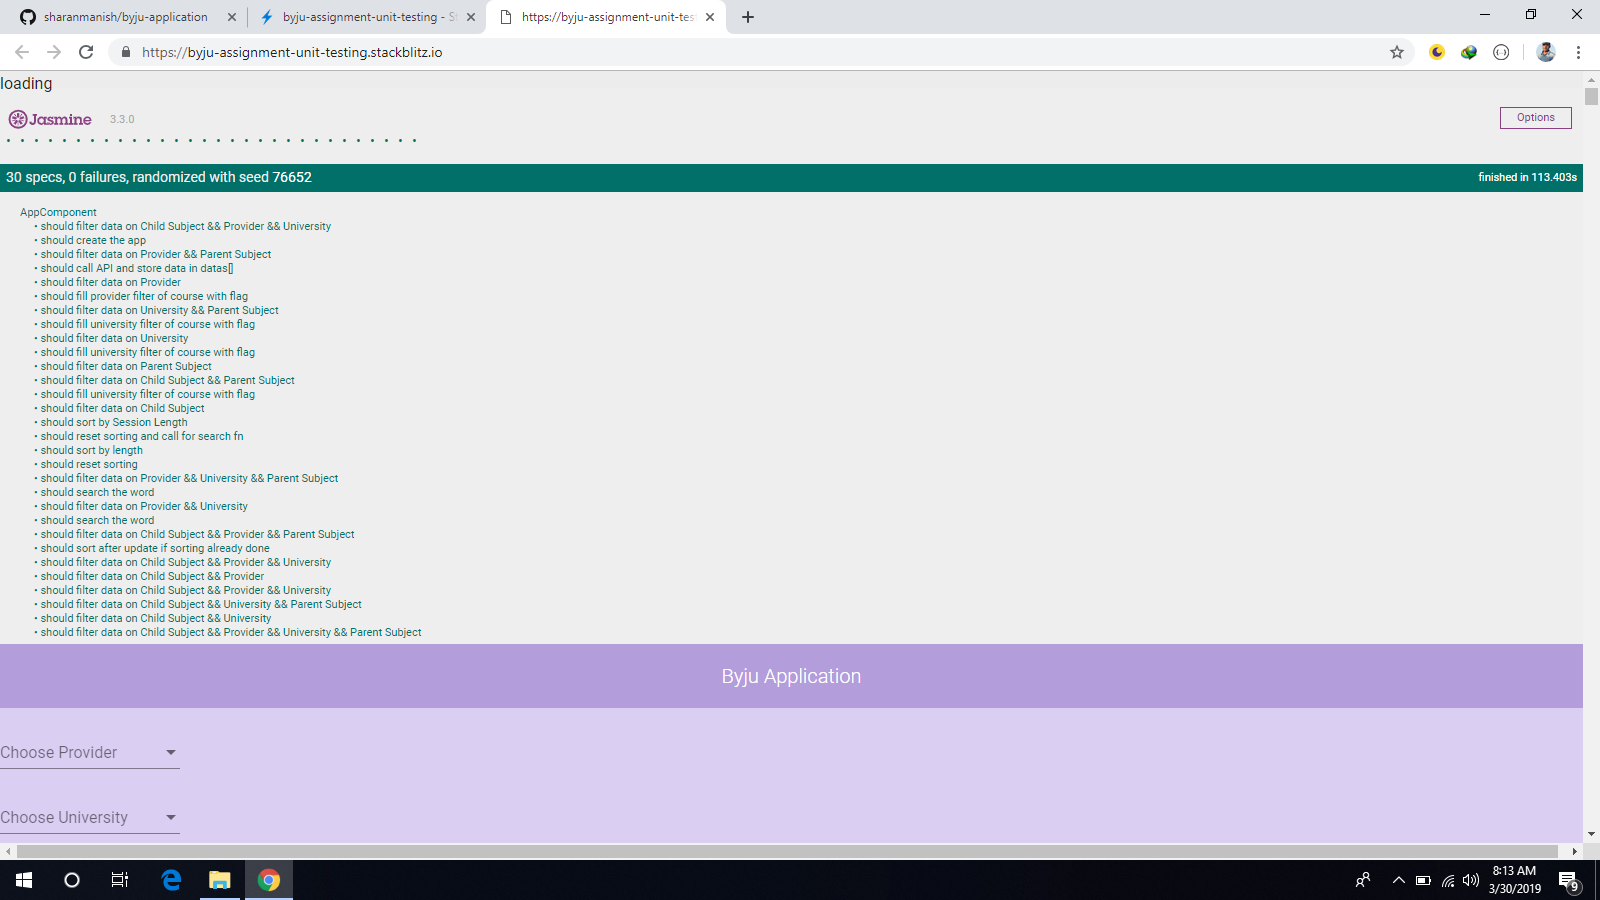 sharanmanish/byju-application
byju-assignment-unit-testing - S
https://byju-assignment-unit-tes
https://byju-assignment-unit-testing.stackblitz.io
loading
Jasmine 3.3.0
Options
30 specs, 0 failures, randomized with seed 76652
finished in 113.403s
AppComponent
• should filter data on Child Subject && Provider && University
• should create the app
• should filter data on Provider && Parent Subject
• should call API and store data in datas[]
• should filter data on Provider
• should fill provider filter of course with flag
• should filter data on University && Parent Subject
• should fill university filter of course with flag
• should filter data on University
• should fill university filter of course with flag
• should filter data on Parent Subject
• should filter data on Child Subject && Parent Subject
• should fill university filter of course with flag
• should filter data on Child Subject
• should sort by Session Length
• should reset sorting and call for search fn
• should sort by length
• should reset sorting
• should filter data on Provider && University && Parent Subject
• should search the word
• should filter data on Provider && University
• should search the word
• should filter data on Child Subject && Provider && Parent Subject
• should sort after update if sorting already done
• should filter data on Child Subject && Provider && University
• should filter data on Child Subject && Provider
• should filter data on Child Subject && Provider && University
• should filter data on Child Subject && University && Parent Subject
• should filter data on Child Subject && University
• should filter data on Child Subject && Provider && University && Parent Subject
Byju Application
Choose Provider
Choose University
8:13 AM
3/30/2019
9